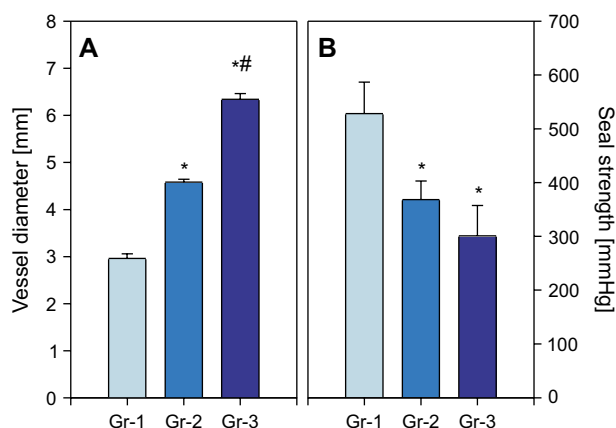 A
B
Vessel diameter [mm]
8
7
6
5
4
3
2
1
0
*
*#
Gr-1
Gr-2
Gr-3
*
*
Gr-1
Gr-2
Gr-3
700
600
500
400
300
200
100
0
Seal strength [mmHg]